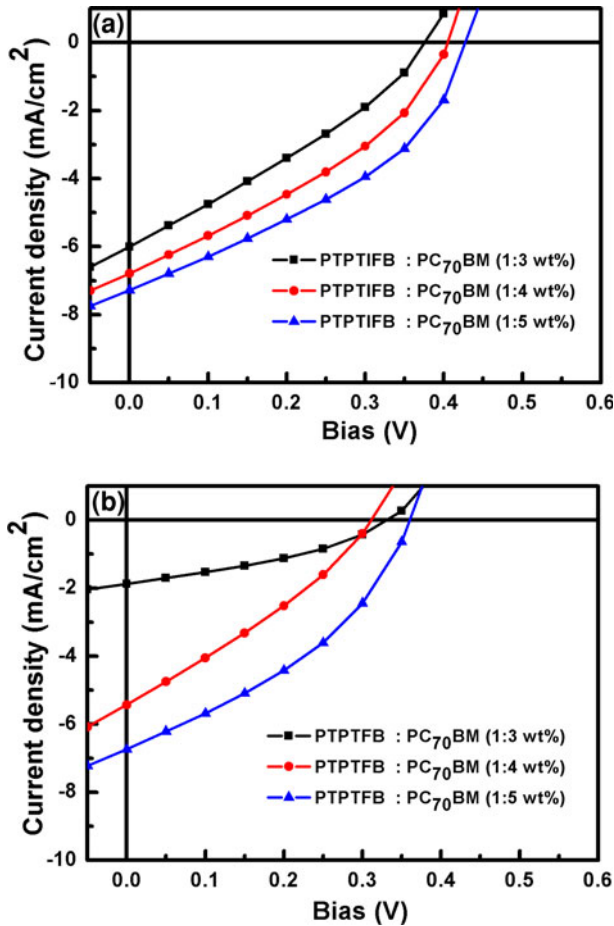 (a)
0
-2
-4
-6
-8
-10
Current density (mA/cm²)
PTPTIFB : PC₇₀BM (1:3 wt%)
PTPTIFB : PC₇₀BM (1:4 wt%)
PTPTIFB : PC₇₀BM (1:5 wt%)
0.0 0.1 0.2 0.3 0.4 0.5 0.6
Bias (V)
(b)
0
-2
-4
-6
-8
-10
Current density (mA/cm²)
PTPTFB : PC₇₀BM (1:3 wt%)
PTPTFB : PC₇₀BM (1:4 wt%)
PTPTFB : PC₇₀BM (1:5 wt%)
0.0 0.1 0.2 0.3 0.4 0.5 0.6
Bias (V)